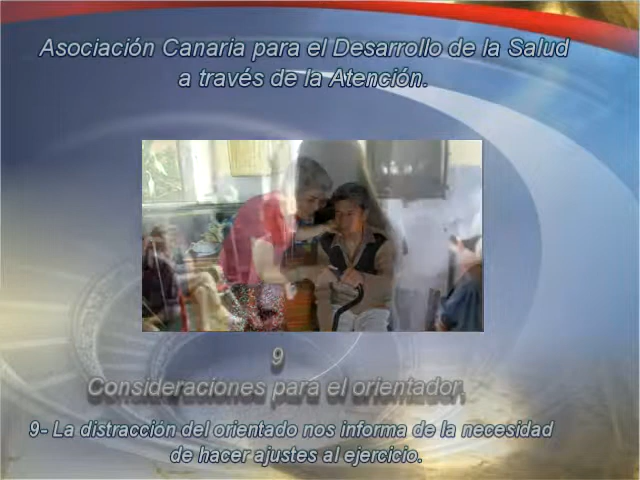 Asociación Canaria para el Desarrollo de la Salud
a través de la Atención.
9
Consideraciones para el orientador.
9- La distracción del orientado nos informa de la necesidad
de hacer ajustes al ejercicio.